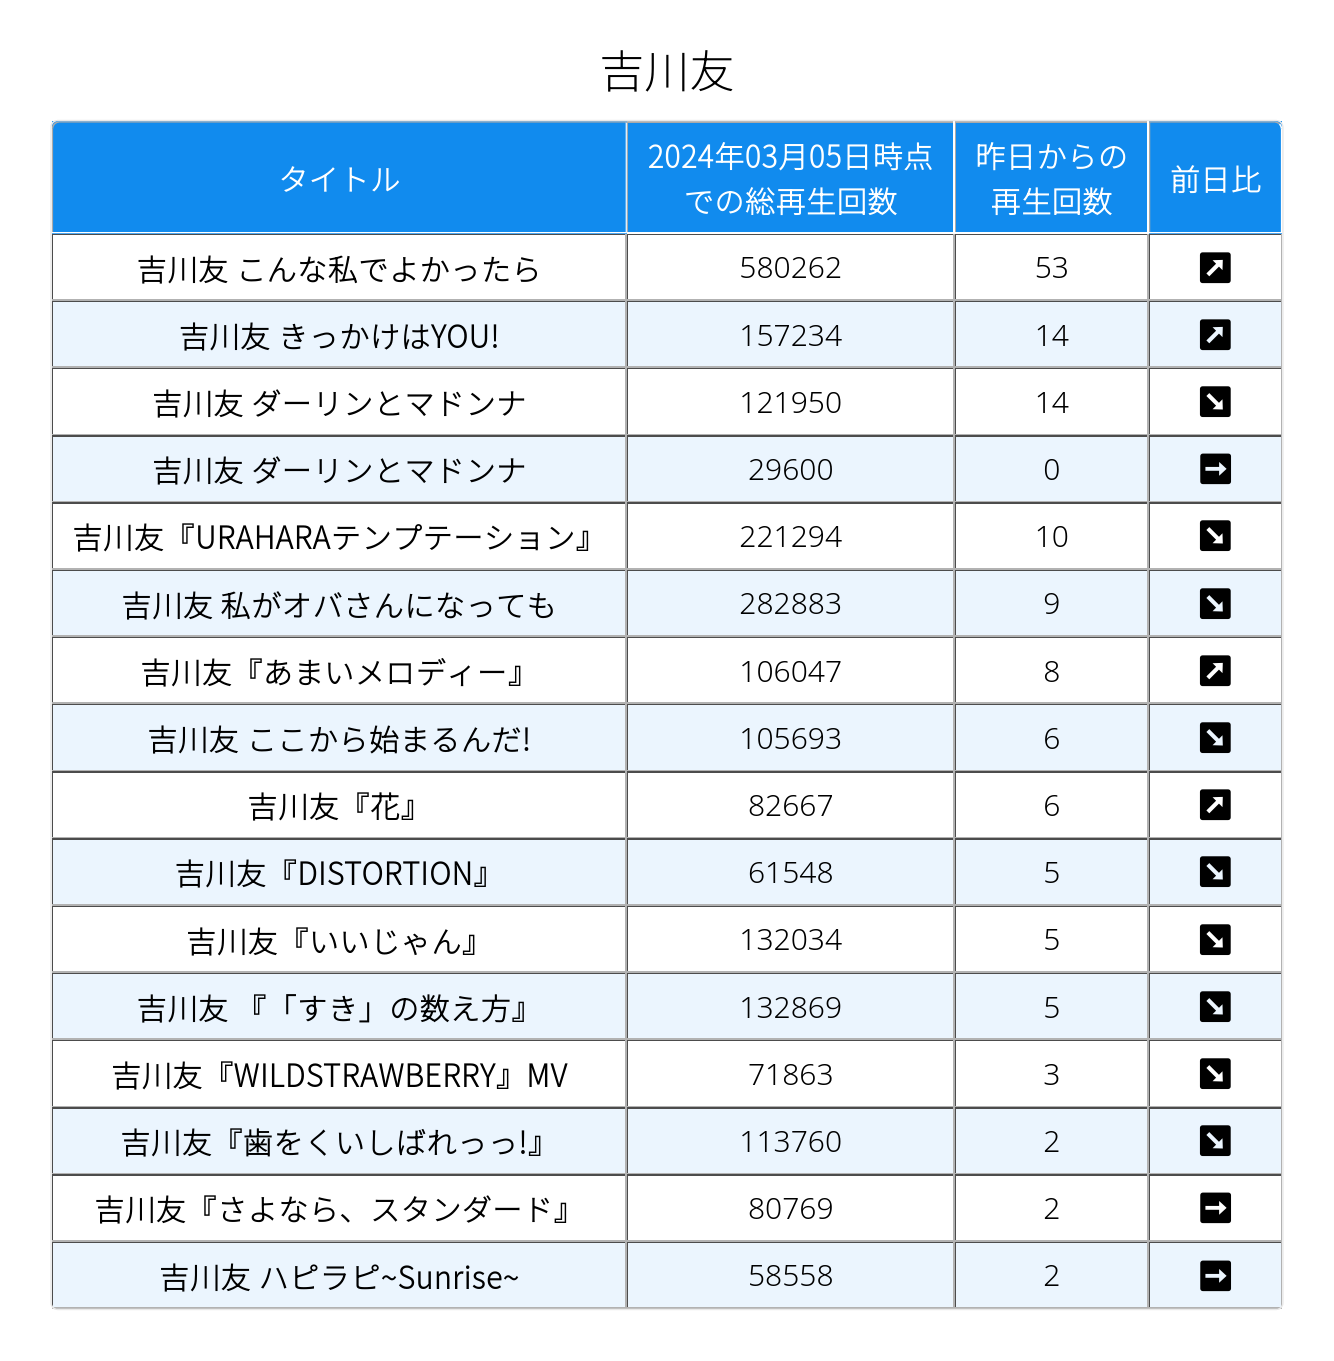 吉川友
タイトル 2024年03月05日時点での総再生回数 昨日からの再生回数 前日比
吉川友 こんな私でよかったら 580262 53 ↗
吉川友 きっかけはYOU! 157234 14 ↗
吉川友 ダーリンとマドンナ 121950 14 ↘
吉川友 ダーリンとマドンナ 29600 0 →
吉川友『URAHARAテンプテーション』 221294 10 ↘
吉川友 私がオバさんになっても 282883 9 ↘
吉川友『あまいメロディー』 106047 8 ↗
吉川友 ここから始まるんだ! 105693 6 ↘
吉川友『花』 82667 6 ↗
吉川友『DISTORTION』 61548 5 ↘
吉川友『いいじゃん』 132034 5 ↘
吉川友 『「すき」の数え方』 132869 5 ↘
吉川友『WILDSTRAWBERRY』MV 71863 3 ↘
吉川友『歯をくいしばれっっ!』 113760 2 ↘
吉川友『さよなら、スタンダード』 80769 2 →
吉川友 ハピラピ~Sunrise~ 58558 2 →